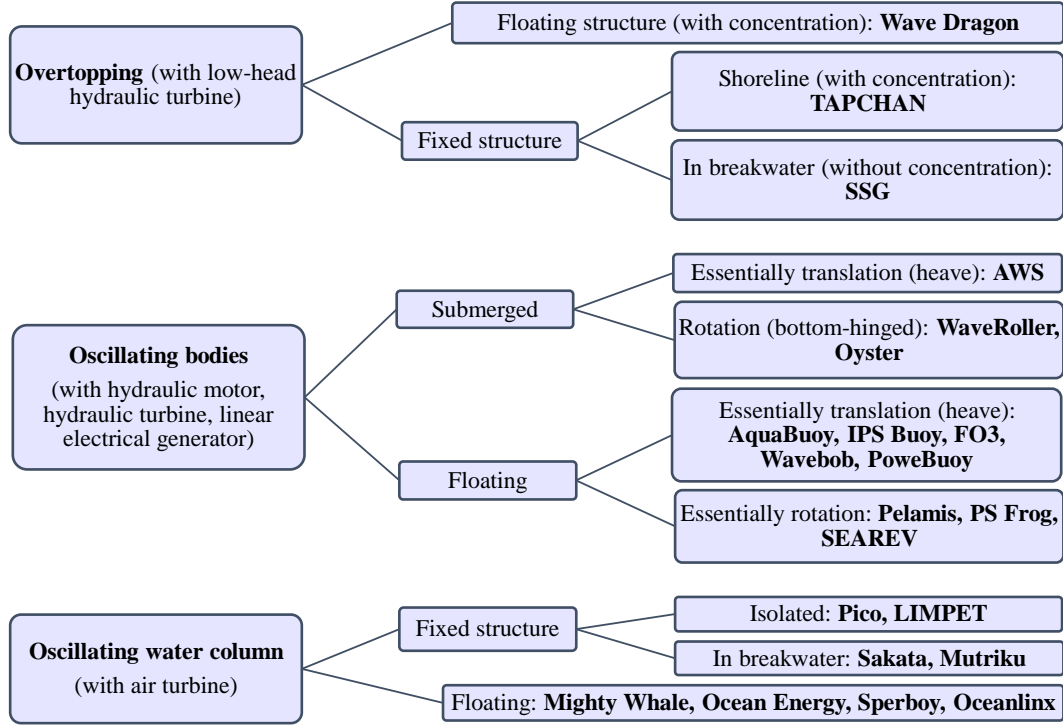 Floating structure (with concentration): Wave Dragon
Overtopping (with low-head
hydraulic turbine)
Shoreline (with concentration):
TAPCHAN
Fixed structure
In breakwater (without concentration):
SSG
Essentially translation (heave): AWS
Submerged
Rotation (bottom-hinged): WaveRoller,
Oyster
Oscillating bodies
(with hydraulic motor,
hydraulic turbine, linear
electrical generator)
Essentially translation (heave):
AquaBuoy, IPS Buoy, FO3,
Wavebob, PoweBuoy
Floating
Essentially rotation: Pelamis, PS Frog,
SEAREV
Isolated: Pico, LIMPET
Fixed structure
In breakwater: Sakata, Mutriku
Oscillating water column
(with air turbine)
Floating: Mighty Whale, Ocean Energy, Sperboy, Oceanlinx